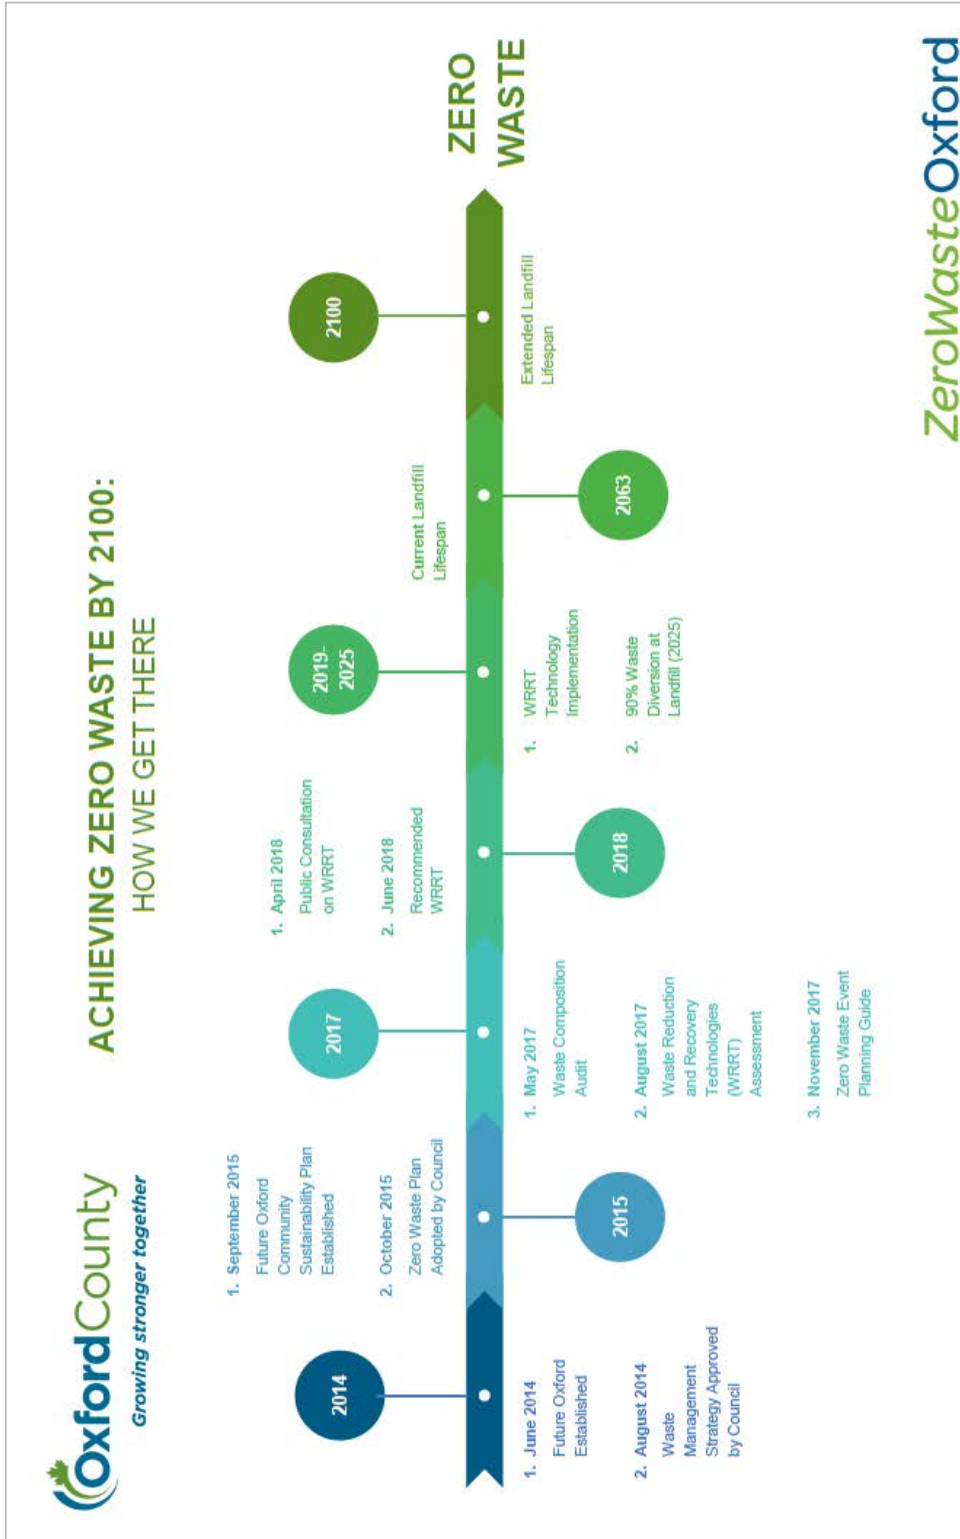 OxfordCounty
Growing stronger together
ACHIEVING ZERO WASTE BY 2100:
HOW WE GET THERE
2014
1. June 2014
Future Oxford
Established
2. August 2014
Waste
Management
Strategy Approved
by Council
1. September 2015
Future Oxford
Community
Sustainability Plan
Established
2. October 2015
Zero Waste Plan
Adopted by Council
2015
2017
1. May 2017
Waste Composition
Audit
2. August 2017
Waste Reduction
and Recovery
Technologies
(WRRT)
Assessment
3. November 2017
Zero Waste Event
Planning Guide
1. April 2018
Public Consultation
on WRRT
2. June 2018
Recommended
WRRT
2018
2019-
2025
1. WRRT
Technology
Implementation
2. 90% Waste
Diversion at
Landfill (2025)
Current Landfill
Lifespan
2063
2100
Extended Landfill
Lifespan
ZERO
WASTE
ZeroWasteOxford